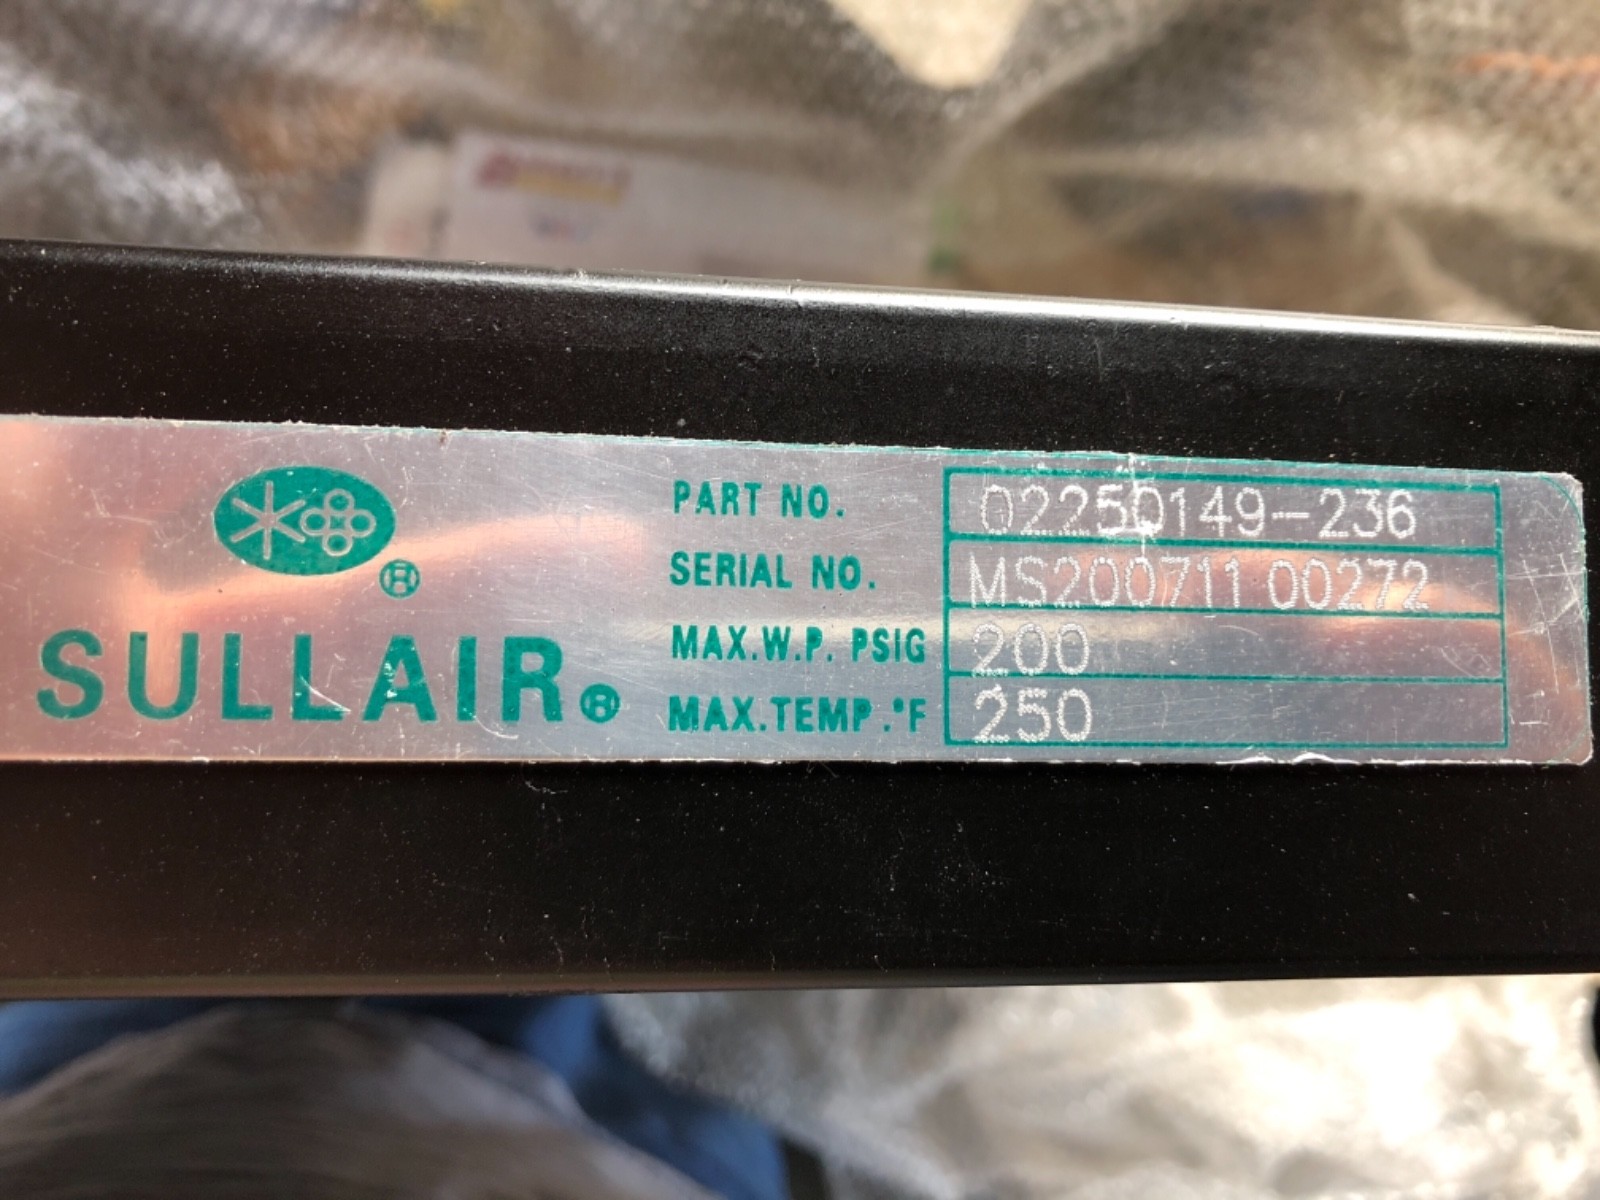 SULLAIR®
PART NO. 02250149-236
SERIAL NO. MS200711 00272
MAX.W.P. PSIG 200
MAX.TEMP.°F 250